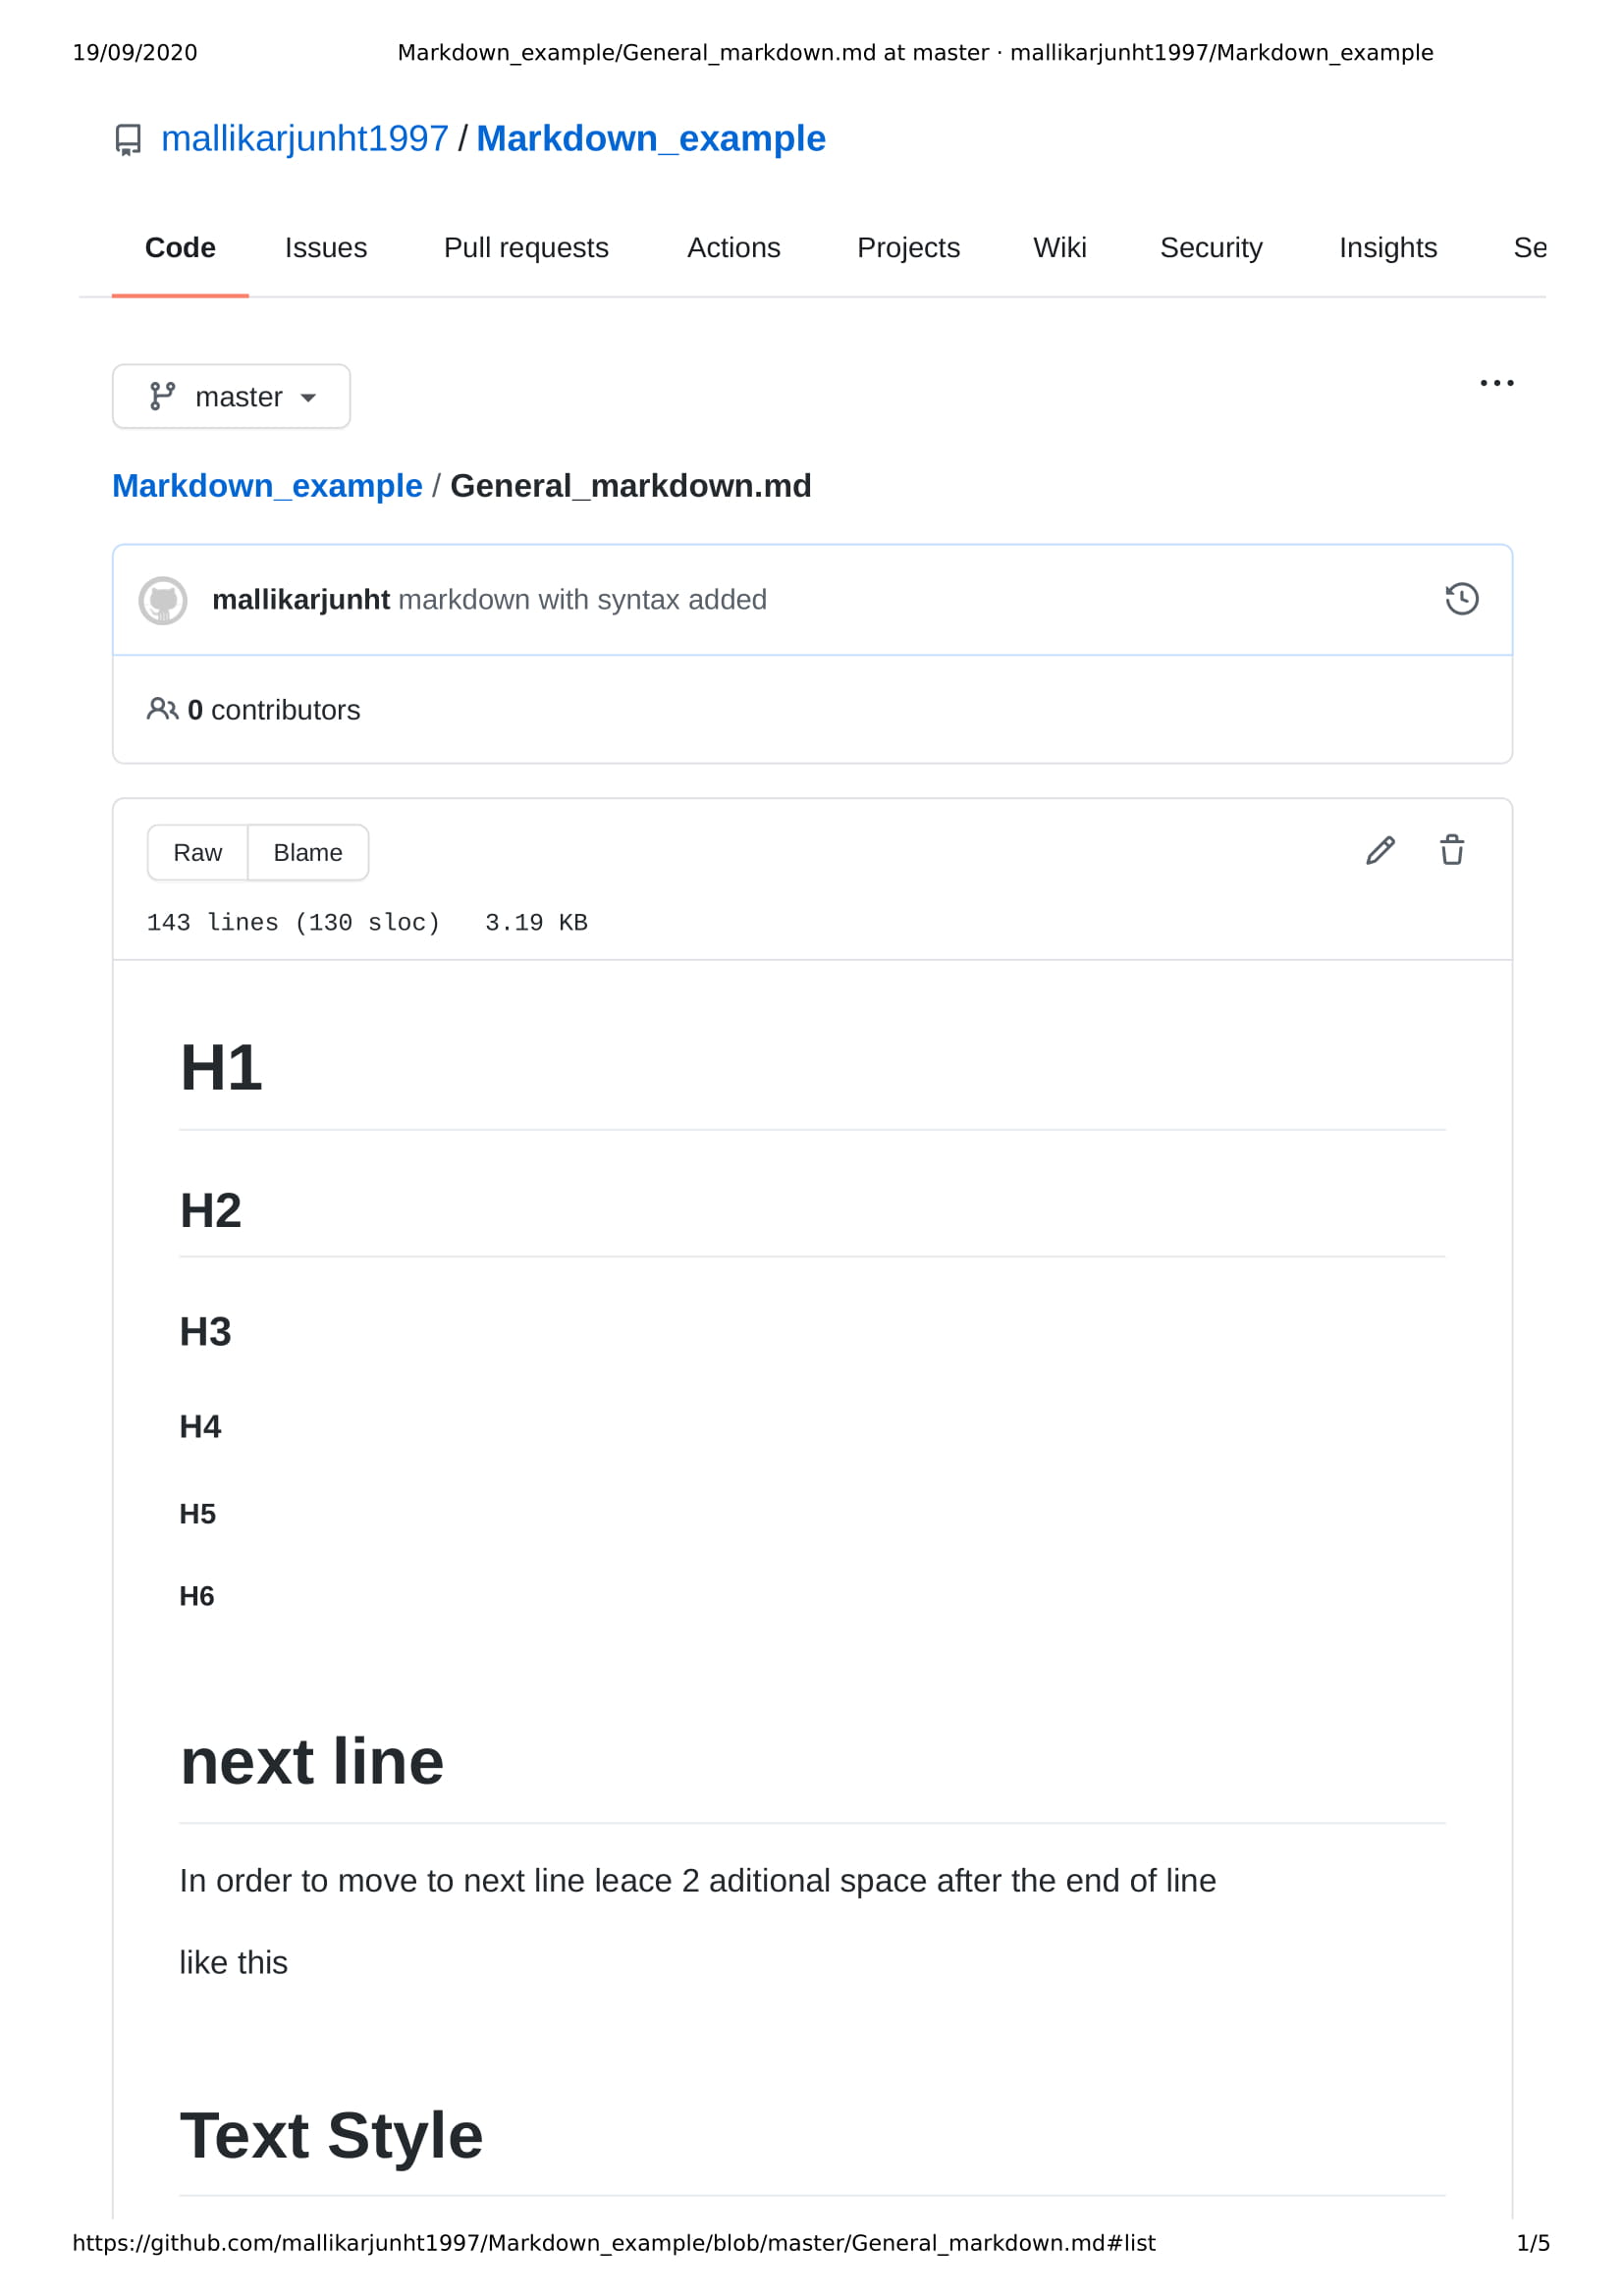 19/09/2020 Markdown_example/General_markdown.md at master · mallikarjunht1997/Markdown_example
mallikarjunht1997 / Markdown_example
Code Issues Pull requests Actions Projects Wiki Security Insights Se
master
Markdown_example / General_markdown.md
mallikarjunht markdown with syntax added
0 contributors
Raw Blame
143 lines (130 sloc) 3.19 KB
H1
H2
H3
H4
H5
H6
next line
In order to move to next line leace 2 aditional space after the end of line
like this
Text Style
https://github.com/mallikarjunht1997/Markdown_example/blob/master/General_markdown.md#list 1/5